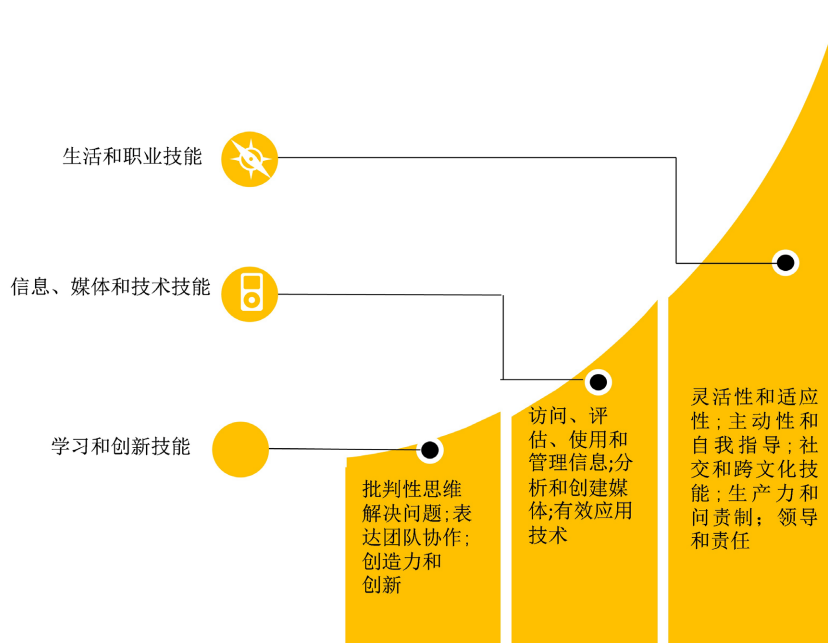 生活和职业技能
信息、媒体和技术技能
学习和创新技能
批判性思维
解决问题;表
达团队协作;
创造力和
创新
访问、评
估、使用和
管理信息;分
析和创建媒
体;有效应用
技术
灵活性和适应
性;主动性和
自我指导;社
交和跨文化技
能;生产力和
问责制；领导
和责任